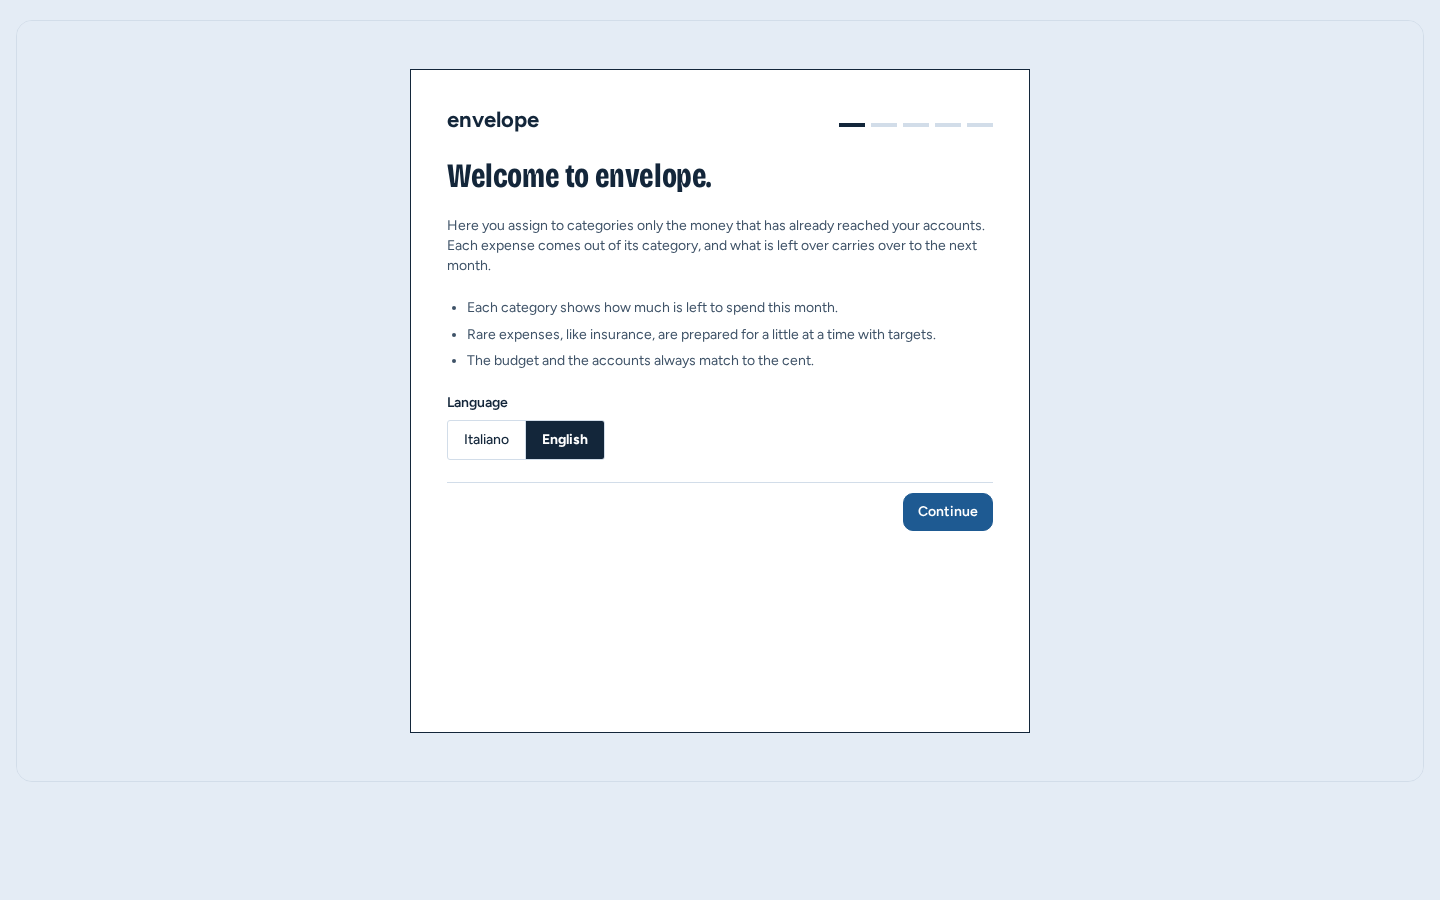 envelope
Welcome to envelope.
Here you assign to categories only the money that has already reached your accounts.
Each expense comes out of its category, and what is left over carries over to the next
month.
Each category shows how much is left to spend this month.
Rare expenses, like insurance, are prepared for a little at a time with targets.
The budget and the accounts always match to the cent.
Language
Italiano English
Continue